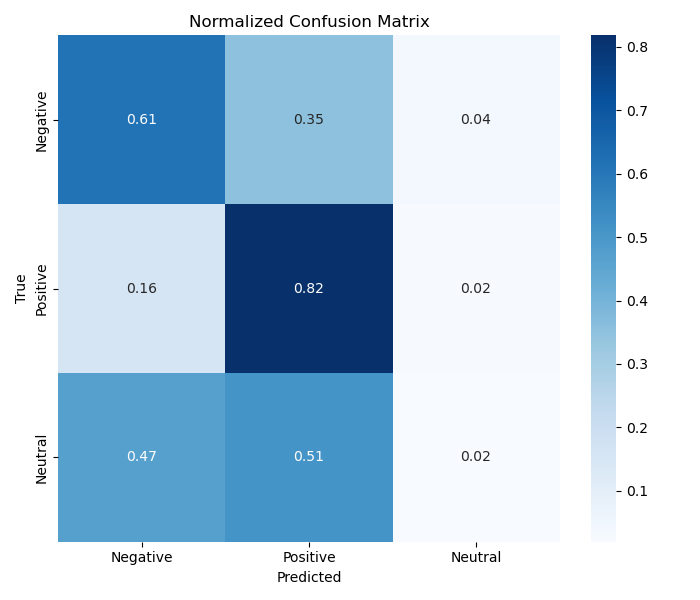 Normalized Confusion Matrix
True
Negative
0.61 0.35 0.04
Positive
0.16 0.82 0.02
Neutral
0.47 0.51 0.02
Negative Positive Neutral
Predicted
0.8
0.7
0.6
0.5
0.4
0.3
0.2
0.1